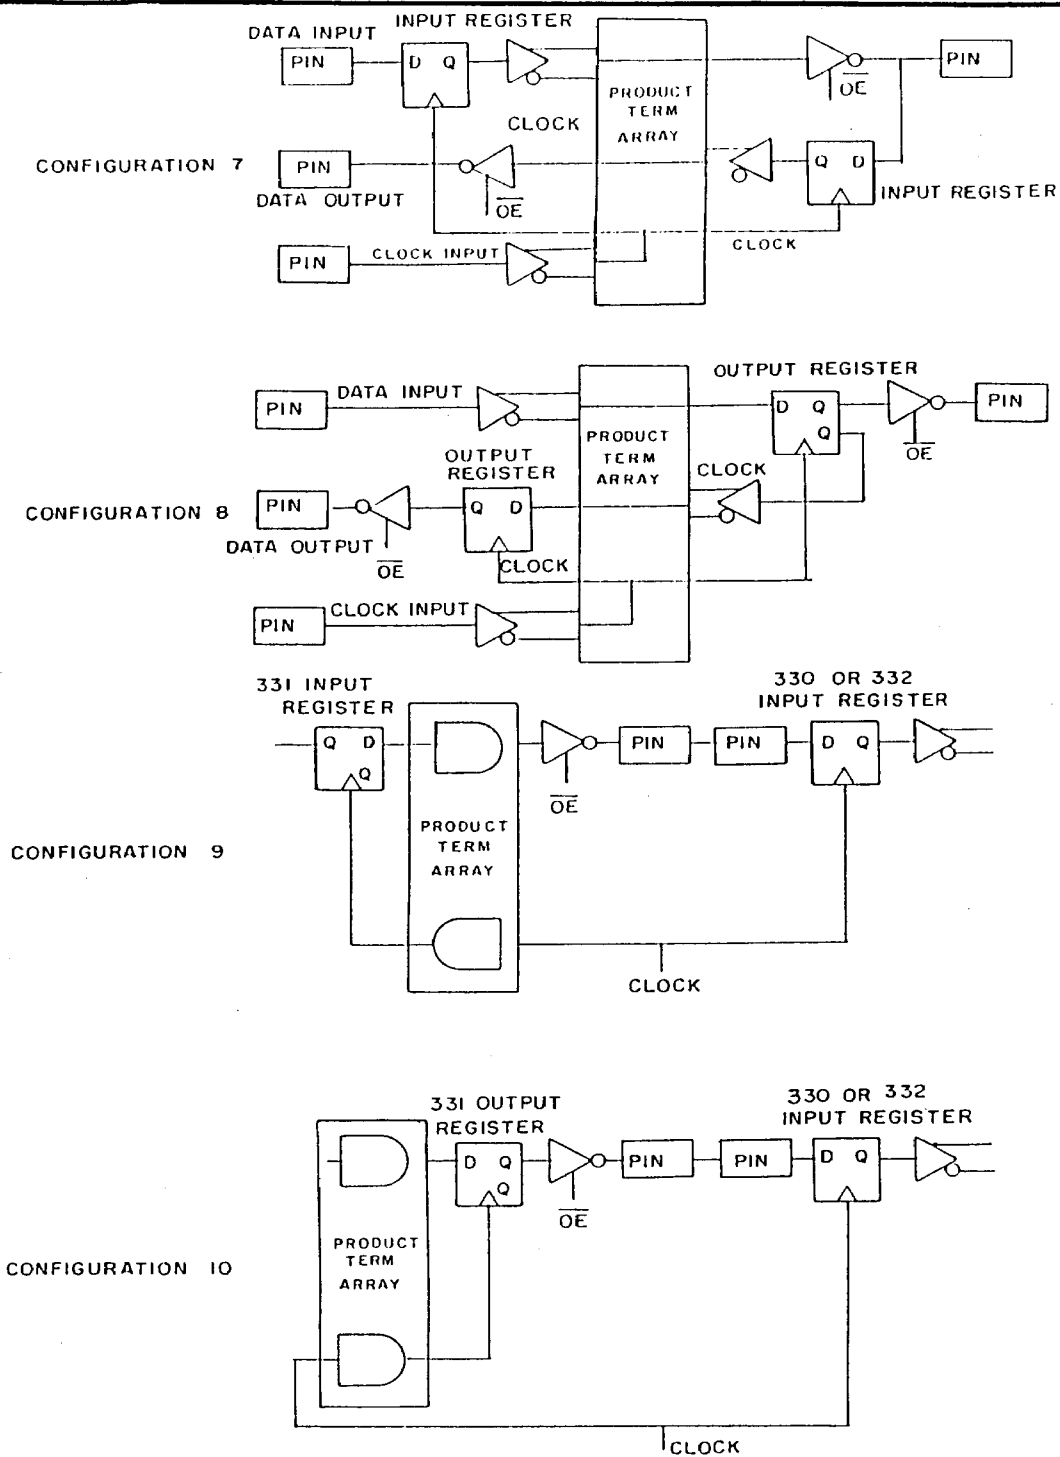 INPUT REGISTER
DATA INPUT
PIN
D Q
PRODUCT
TERM
ARRAY
OE
PIN
CLOCK
CONFIGURATION 7
PIN
DATA OUTPUT
OE
Q D
INPUT REGISTER
CLOCK
PIN
CLOCK INPUT
OUTPUT REGISTER
DATA INPUT
PIN
D Q
Q
PIN
OE
PRODUCT
TERM
ARRAY
OUTPUT
REGISTER
CLOCK
CONFIGURATION 8
PIN
Q D
DATA OUTPUT
OE
CLOCK
CLOCK INPUT
PIN
331 INPUT
REGISTER
330 OR 332
INPUT REGISTER
Q D
Q
PIN
PIN
D Q
OE
PRODUCT
TERM
ARRAY
CONFIGURATION 9
CLOCK
331 OUTPUT
REGISTER
330 OR 332
INPUT REGISTER
D Q
Q
PIN
PIN
D Q
OE
PRODUCT
TERM
ARRAY
CONFIGURATION 10
CLOCK